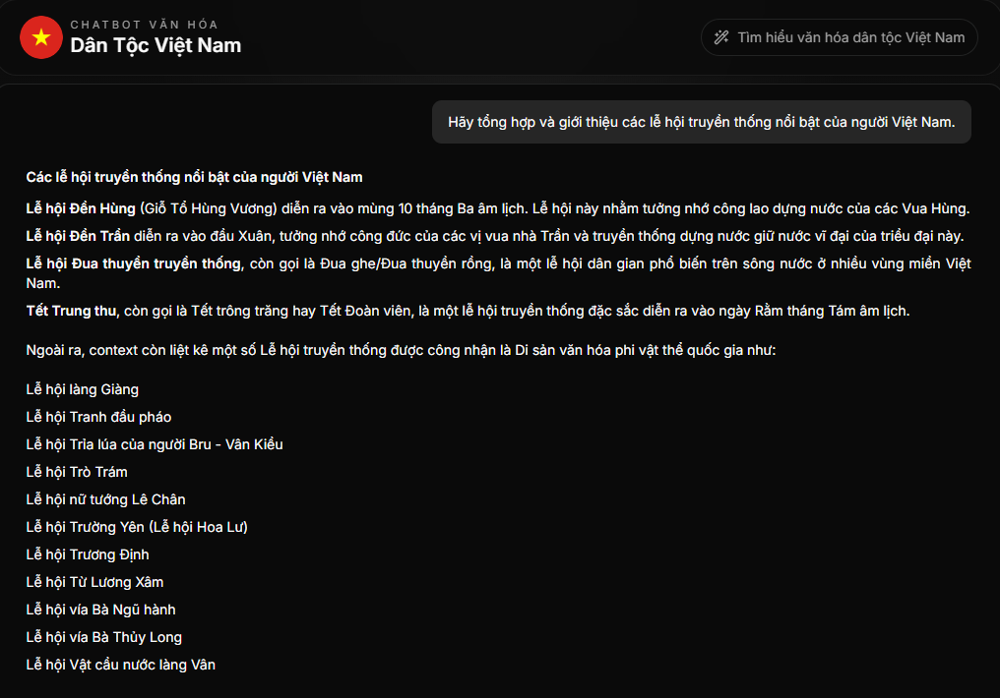 CHATBOT VĂN HÓA
Dân Tộc Việt Nam
Tìm hiểu văn hóa dân tộc Việt Nam
Hãy tổng hợp và giới thiệu các lễ hội truyền thống nổi bật của người Việt Nam.
Các lễ hội truyền thống nổi bật của người Việt Nam
Lễ hội Đền Hùng (Giỗ Tổ Hùng Vương) diễn ra vào mùng 10 tháng Ba âm lịch. Lễ hội này nhằm tưởng nhớ công lao dựng nước của các Vua Hùng.
Lễ hội Đền Trần diễn ra vào đầu Xuân, tưởng nhớ công đức của các vị vua nhà Trần và truyền thống dựng nước giữ nước vĩ đại của triều đại này.
Lễ hội Đua thuyền truyền thống, còn gọi là Đua ghe/Đua thuyền rồng, là một lễ hội dân gian phổ biến trên sông nước ở nhiều vùng miền Việt
Nam.
Tết Trung thu, còn gọi là Tết trông trăng hay Tết Đoàn viên, là một lễ hội truyền thống đặc sắc diễn ra vào ngày Rằm tháng Tám âm lịch.
Ngoài ra, context còn liệt kê một số Lễ hội truyền thống được công nhận là Di sản văn hóa phi vật thể quốc gia như:
Lễ hội làng Giàng
Lễ hội Tranh đầu pháo
Lễ hội Trỉa lúa của người Bru - Vân Kiều
Lễ hội Trò Trám
Lễ hội nữ tướng Lê Chân
Lễ hội Trường Yên (Lễ hội Hoa Lư)
Lễ hội Trương Định
Lễ hội Từ Lương Xâm
Lễ hội vía Bà Ngũ hành
Lễ hội vía Bà Thủy Long
Lễ hội Vật cầu nước làng Vân